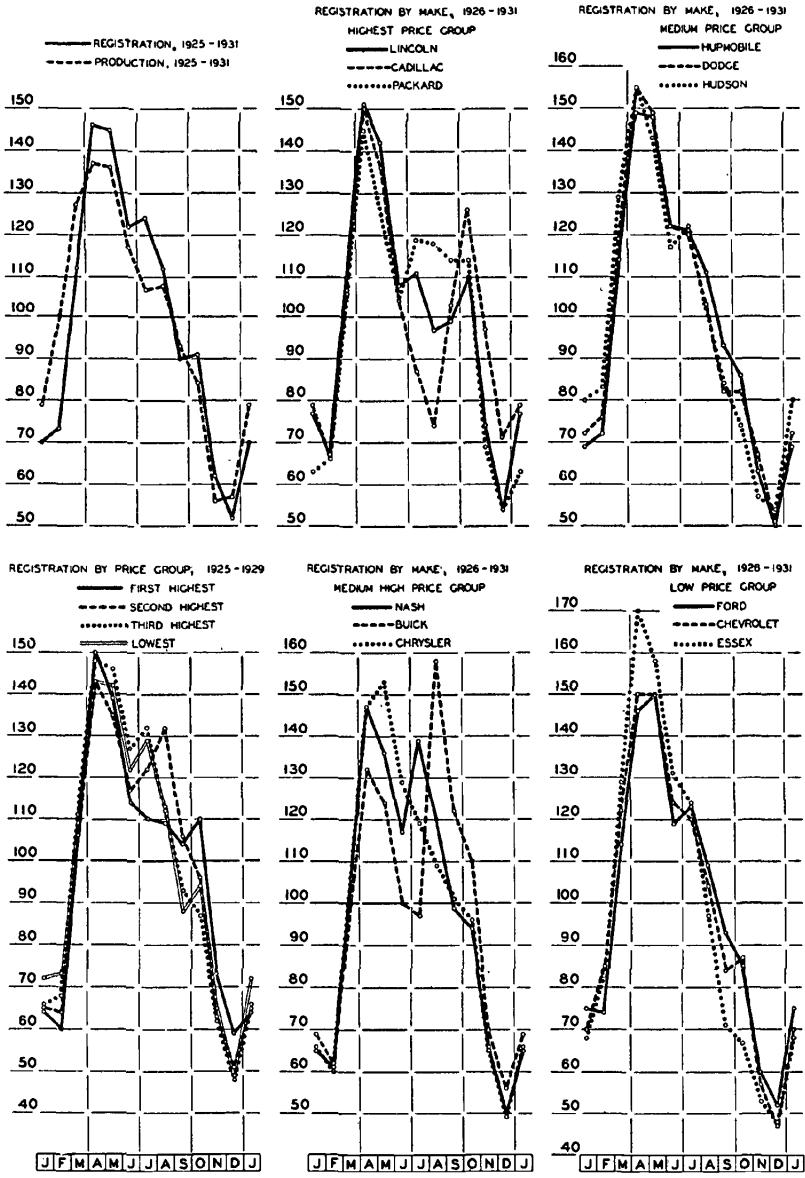 REGISTRATION, 1925-1931
PRODUCTION, 1925-1931
150
140
130
120
110
100
90
80
70
60
50
REGISTRATION BY MAKE, 1926-1931
HIGHEST PRICE GROUP
LINCOLN
CADILLAC
PACKARD
150
140
130
120
110
100
90
80
70
60
50
REGISTRATION BY MAKE, 1926-1931
MEDIUM PRICE GROUP
HUPMOBILE
DODGE
HUDSON
160
150
140
130
120
110
100
90
80
70
60
50
REGISTRATION BY PRICE GROUP, 1925-1929
FIRST HIGHEST
SECOND HIGHEST
THIRD HIGHEST
LOWEST
150
140
130
120
110
100
90
80
70
60
50
40
J F M A M J J A S O N D J
REGISTRATION BY MAKE, 1926-1931
MEDIUM HIGH PRICE GROUP
NASH
BUICK
CHRYSLER
160
150
140
130
120
110
100
90
80
70
60
50
J F M A M J J A S O N D J
REGISTRATION BY MAKE, 1926-1931
LOW PRICE GROUP
FORD
CHEVROLET
ESSEX
170
160
150
140
130
120
110
100
90
80
70
60
50
40
J F M A M J J A S O N D J